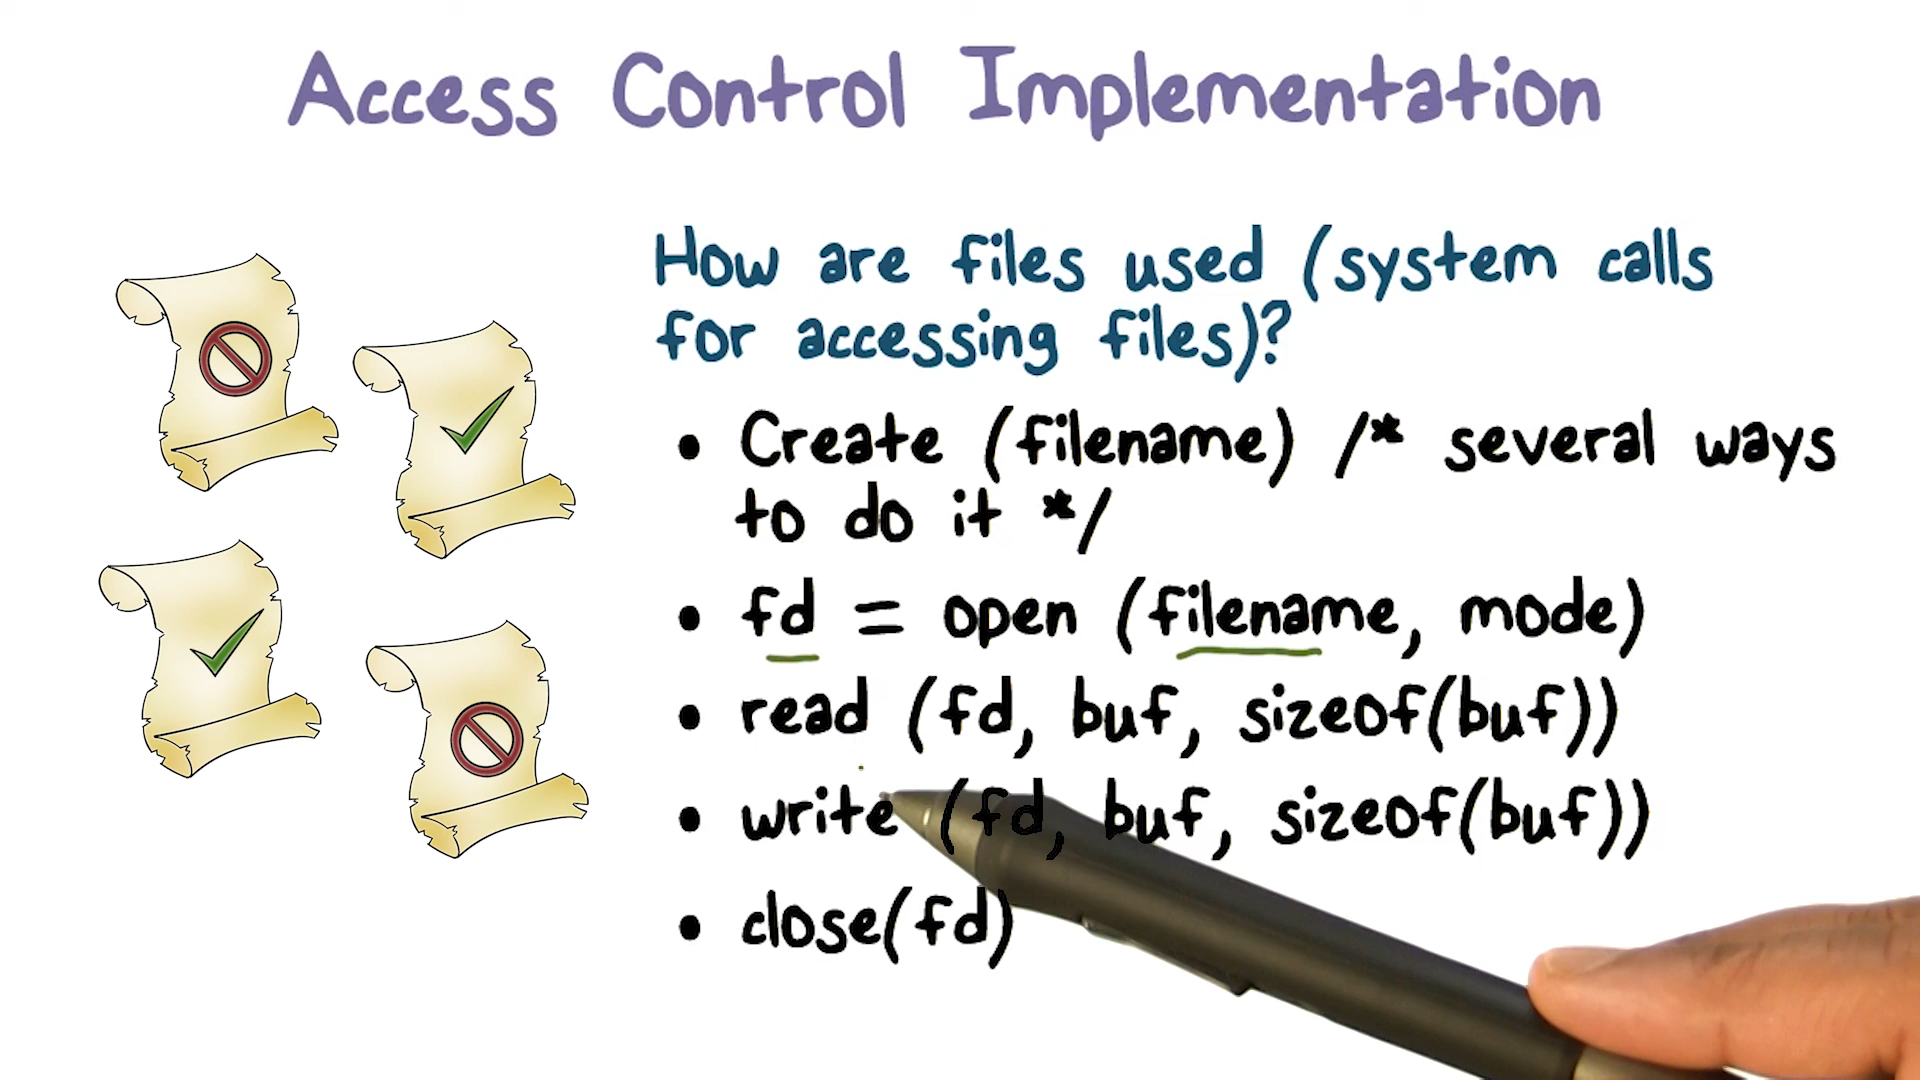 Access Control Implementation
How are files used (system calls
for accessing files)?
• Create (filename) /* several ways
to do it */
• fd = open (filename, mode)
• read (fd, buf, sizeof(buf))
• write (fd, buf, sizeof(buf))
• close(fd)